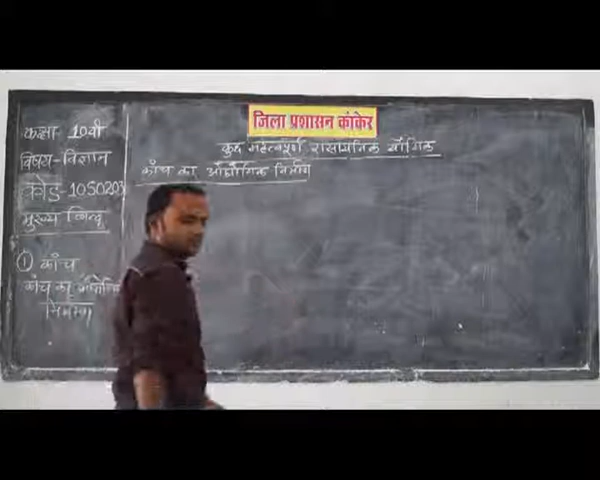 जिला प्रशासन कांकेर
कक्षा- 10वी
विषय- विज्ञान
कोड- 1050203
मुख्य बिन्दु
① काँच
काँच का औद्योगिक
निर्माण
कुछ महत्वपूर्ण रासायनिक यौगिक
काँच का औद्योगिक निर्माण